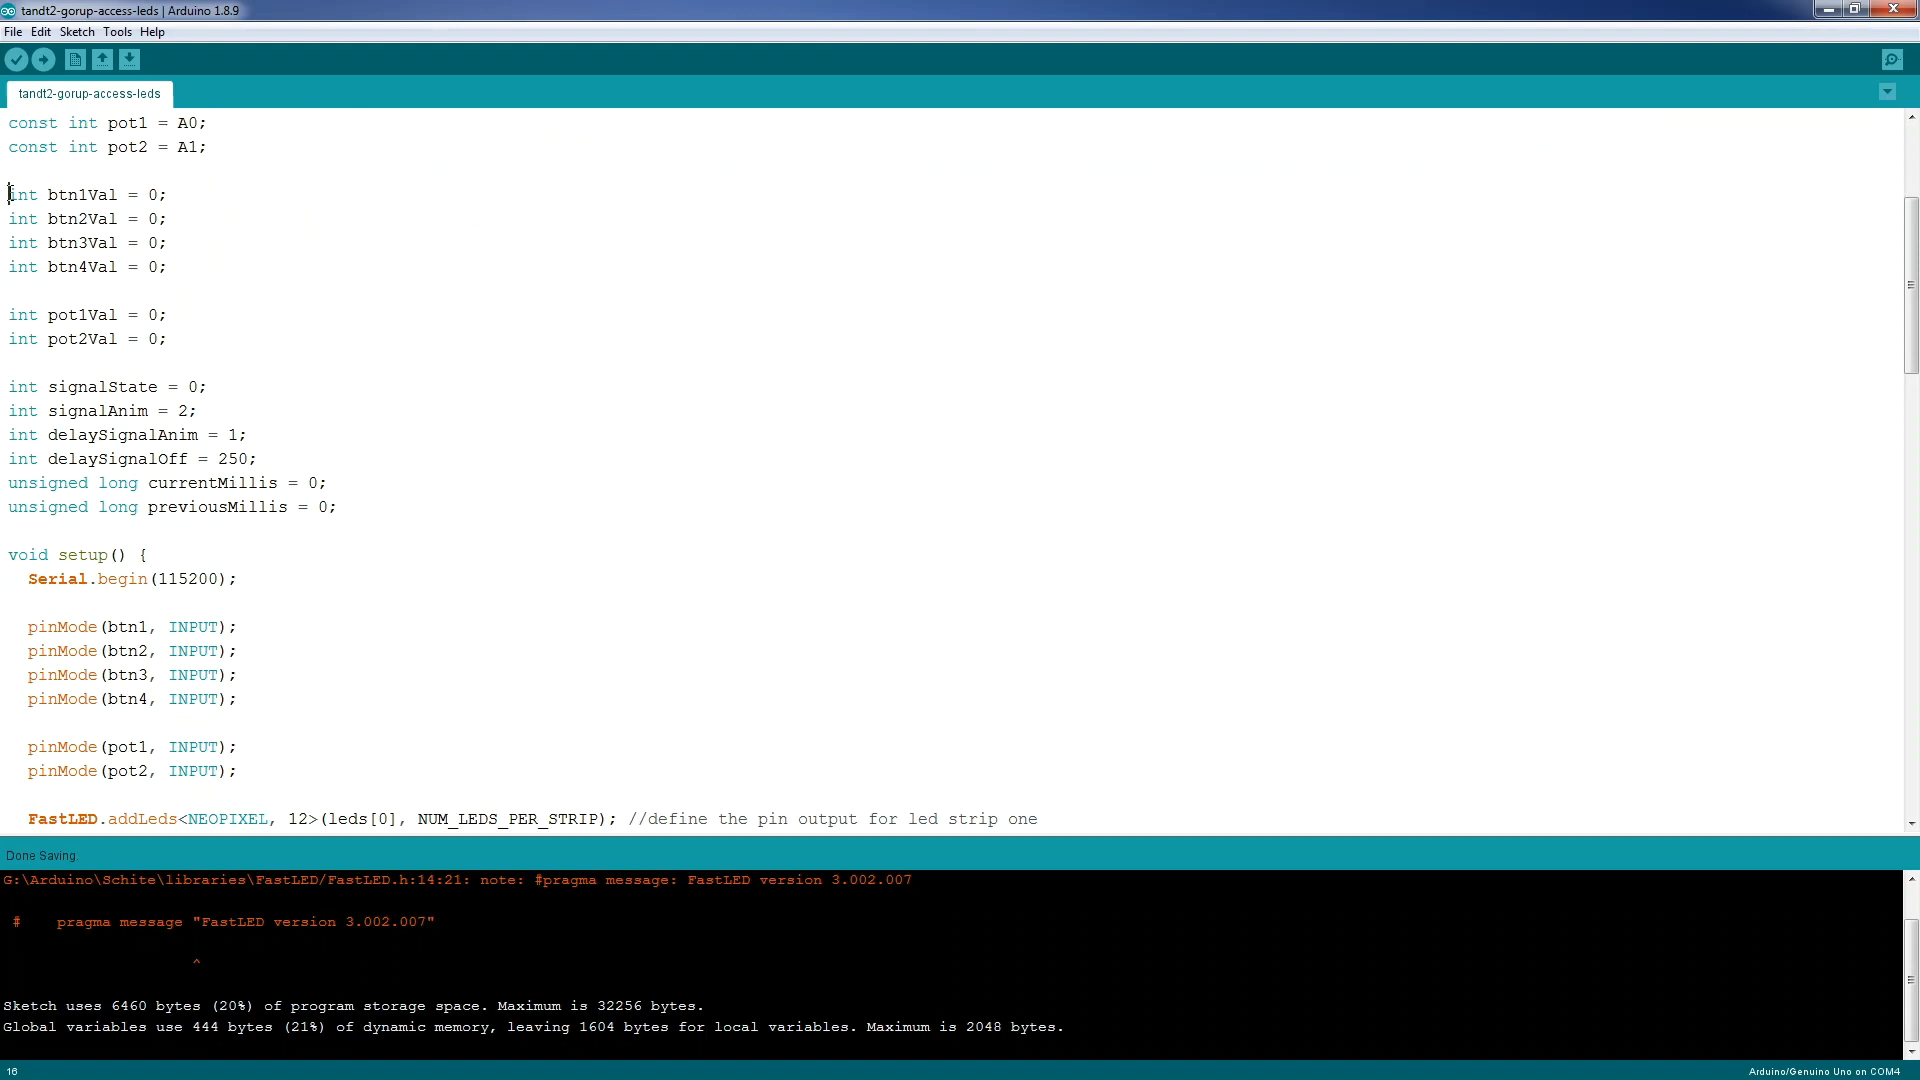 tandt2-gorup-access-leds | Arduino 1.8.9
File Edit Sketch Tools Help
tandt2-gorup-access-leds
const int pot1 = A0;
const int pot2 = A1;
int btn1Val = 0;
int btn2Val = 0;
int btn3Val = 0;
int btn4Val = 0;
int pot1Val = 0;
int pot2Val = 0;
int signalState = 0;
int signalAnim = 2;
int delaySignalAnim = 1;
int delaySignalOff = 250;
unsigned long currentMillis = 0;
unsigned long previousMillis = 0;
void setup() {
Serial.begin(115200);
pinMode(btn1, INPUT);
pinMode(btn2, INPUT);
pinMode(btn3, INPUT);
pinMode(btn4, INPUT);
pinMode(pot1, INPUT);
pinMode(pot2, INPUT);
FastLED.addLeds<NEOPIXEL, 12>(leds[0], NUM_LEDS_PER_STRIP); //define the pin output for led strip one
Done Saving.
G:\Arduino\Schite\libraries\FastLED/FastLED.h:14:21: note: #pragma message: FastLED version 3.002.007
# pragma message "FastLED version 3.002.007"
^
Sketch uses 6460 bytes (20%) of program storage space. Maximum is 32256 bytes.
Global variables use 444 bytes (21%) of dynamic memory, leaving 1604 bytes for local variables. Maximum is 2048 bytes.
16
Arduino/Genuino Uno on COM4